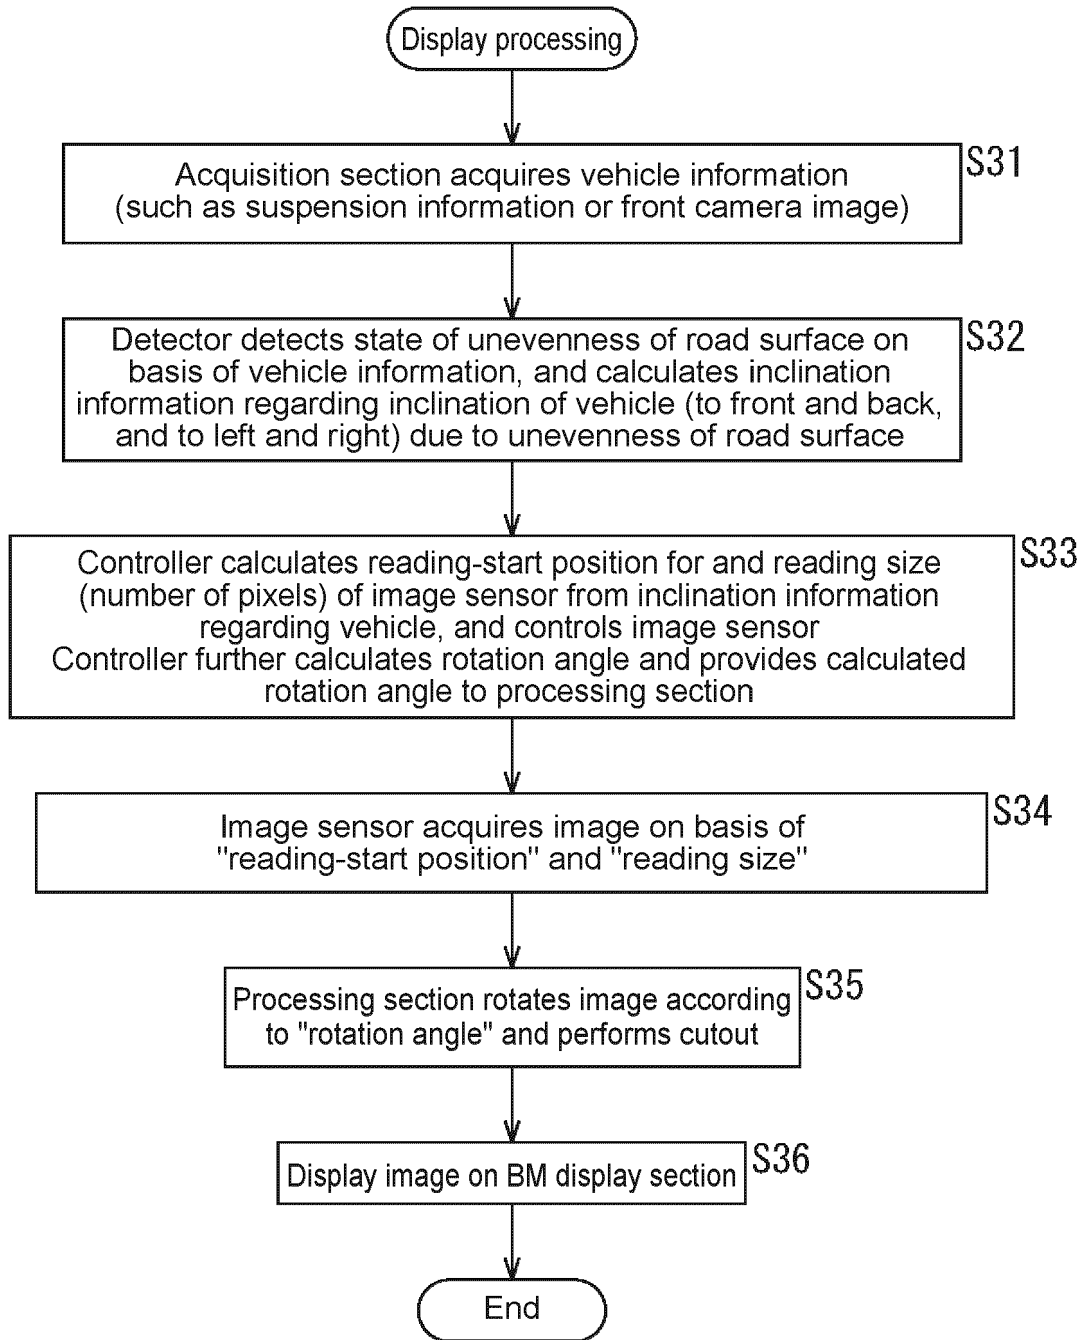 Display processing
S31
Acquisition section acquires vehicle information
(such as suspension information or front camera image)
S32
Detector detects state of unevenness of road surface on
basis of vehicle information, and calculates inclination
information regarding inclination of vehicle (to front and back,
and to left and right) due to unevenness of road surface
S33
Controller calculates reading-start position for and reading size
(number of pixels) of image sensor from inclination information
regarding vehicle, and controls image sensor
Controller further calculates rotation angle and provides calculated
rotation angle to processing section
S34
Image sensor acquires image on basis of
"reading-start position" and "reading size"
S35
Processing section rotates image according
to "rotation angle" and performs cutout
S36
Display image on BM display section
End